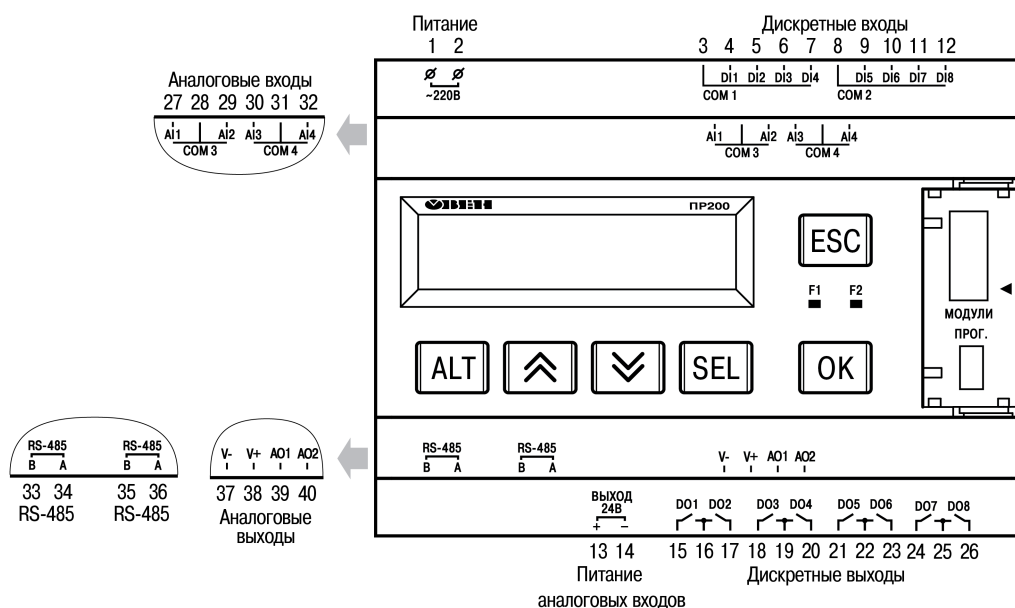 Питание
Дискретные входы
1 2
3 4 5 6 7 8 9 10 11 12
~220В
DI1 DI2 DI3 DI4 DI5 DI6 DI7 DI8
COM 1 COM 2
Аналоговые входы
27 28 29 30 31 32
AI1 AI2 AI3 AI4
COM 3 COM 4
AI1 AI2 AI3 AI4
COM 3 COM 4
ОВЕН ПР200
ESC
F1 F2
МОДУЛИ
ПРОГ.
ALT SEL OK
RS-485 RS-485
B A B A
33 34 35 36
RS-485 RS-485
V- V+ AO1 AO2
37 38 39 40
Аналоговые
выходы
RS-485 RS-485
B A B A
V- V+ AO1 AO2
ВЫХОД
24В
+ −
DO1 DO2 DO3 DO4 DO5 DO6 DO7 DO8
13 14 15 16 17 18 19 20 21 22 23 24 25 26
Питание
аналоговых входов
Дискретные выходы